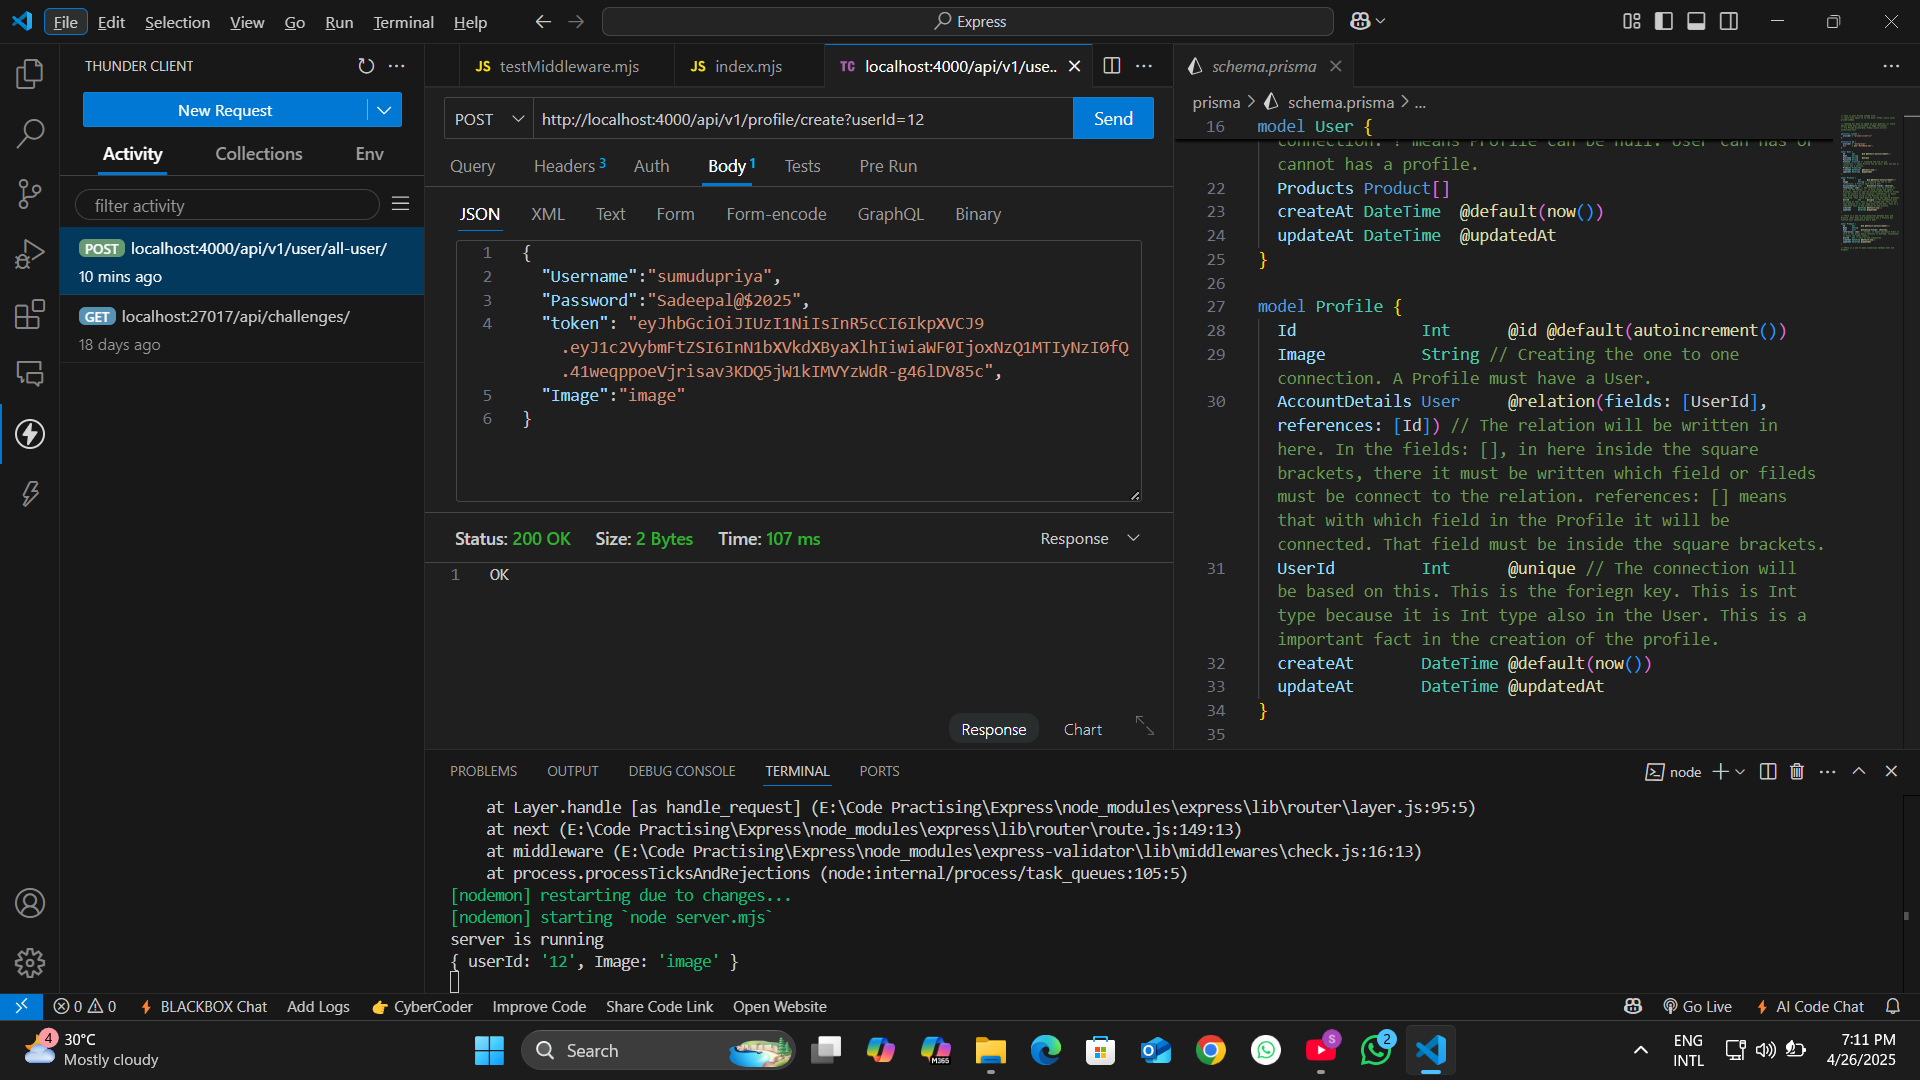 File Edit Selection View Go Run Terminal Help
Express
THUNDER CLIENT
New Request
Activity Collections Env
filter activity
POST localhost:4000/api/v1/user/all-user/
10 mins ago
GET localhost:27017/api/challenges/
18 days ago
JS testMiddleware.mjs JS index.mjs TC localhost:4000/api/v1/use..
POST http://localhost:4000/api/v1/profile/create?userId=12 Send
Query Headers 3 Auth Body 1 Tests Pre Run
JSON XML Text Form Form-encode GraphQL Binary
1 {
2 "Username":"sumudupriya",
3 "Password":"Sadeepal@$2025",
4 "token": "eyJhbGciOiJIUzI1NiIsInR5cCI6IkpXVCJ9
.eyJ1c2VybmFtZSI6InN1bXVkdXByaXlhIiwiaWF0IjoxNzQ1MTIyNzI0fQ
.41weqppoeVjrisav3KDQ5jW1kIMVYzWdR-g46lDV85c",
5 "Image":"image"
6 }
Status: 200 OK Size: 2 Bytes Time: 107 ms Response
1 OK
Response Chart
schema.prisma
prisma > schema.prisma > ...
16 model User {
connection. ? means Profile can be null. User can has or
cannot has a profile.
22 Products Product[]
23 createAt DateTime @default(now())
24 updateAt DateTime @updatedAt
25 }
26
27 model Profile {
28 Id Int @id @default(autoincrement())
29 Image String // Creating the one to one
connection. A Profile must have a User.
30 AccountDetails User @relation(fields: [UserId],
references: [Id]) // The relation will be written in
here. In the fields: [], in here inside the square
brackets, there it must be written which field or fileds
must be connect to the relation. references: [] means
that with which field in the Profile it will be
connected. That field must be inside the square brackets.
31 UserId Int @unique // The connection will
be based on this. This is the foriegn key. This is Int
type because it is Int type also in the User. This is a
important fact in the creation of the profile.
32 createAt DateTime @default(now())
33 updateAt DateTime @updatedAt
34 }
35
PROBLEMS OUTPUT DEBUG CONSOLE TERMINAL PORTS
node
at Layer.handle [as handle_request] (E:\Code Practising\Express\node_modules\express\lib\router\layer.js:95:5)
at next (E:\Code Practising\Express\node_modules\express\lib\router\route.js:149:13)
at middleware (E:\Code Practising\Express\node_modules\express-validator\lib\middlewares\check.js:16:13)
at process.processTicksAndRejections (node:internal/process/task_queues:105:5)
[nodemon] restarting due to changes...
[nodemon] starting `node server.mjs`
server is running
{ userId: '12', Image: 'image' }
0 0 BLACKBOX Chat Add Logs CyberCoder Improve Code Share Code Link Open Website
Go Live AI Code Chat
4 30°C
Mostly cloudy
Search
M365
S
2
ENG
INTL
7:11 PM
4/26/2025